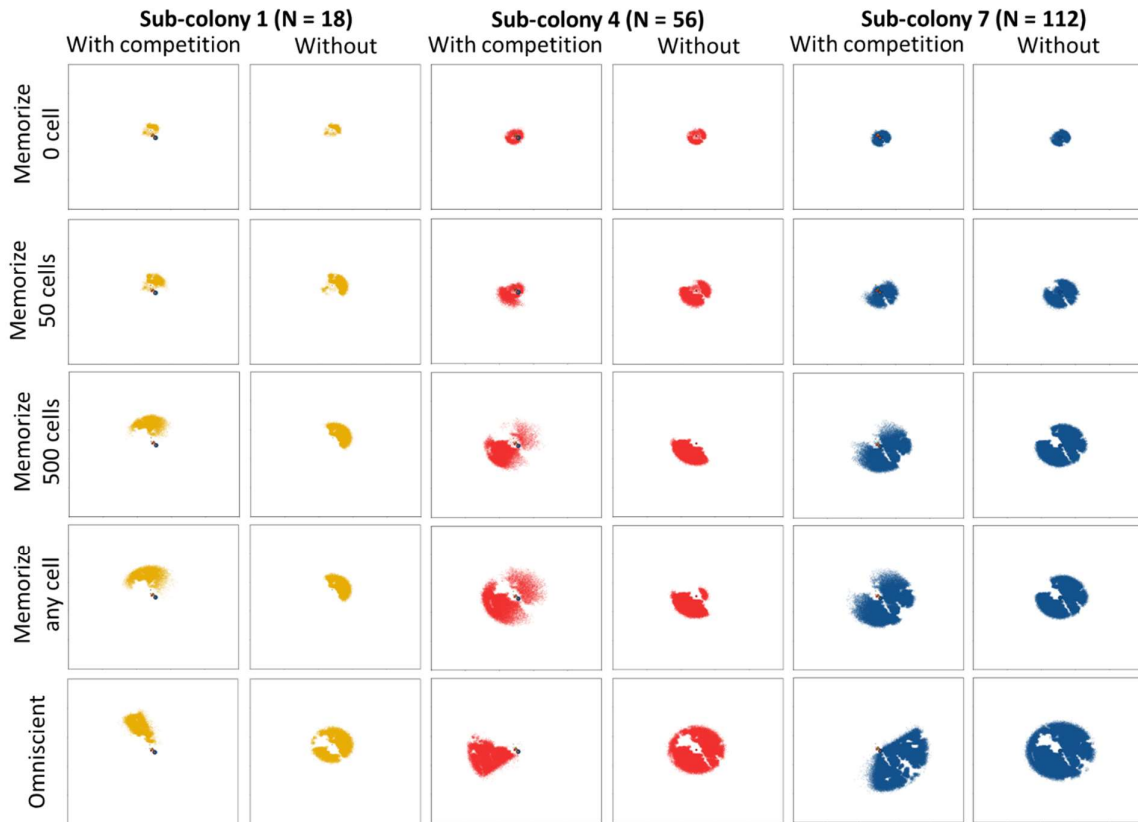 Sub-colony 1 (N = 18) Sub-colony 4 (N = 56) Sub-colony 7 (N = 112)
With competition Without With competition Without With competition Without
Memorize
0 cell
Memorize
50 cells
Memorize
500 cells
Memorize
any cell
Omniscient